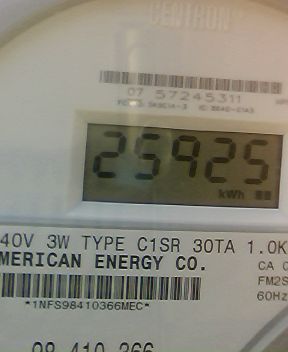 CENTRON
07 57245311
25925
kWh
40V 3W TYPE C1SR 30TA 1.0K
MERICAN ENERGY CO.
CA
FM2S
60Hz
*1NFS98410366MEC*
98 410 366